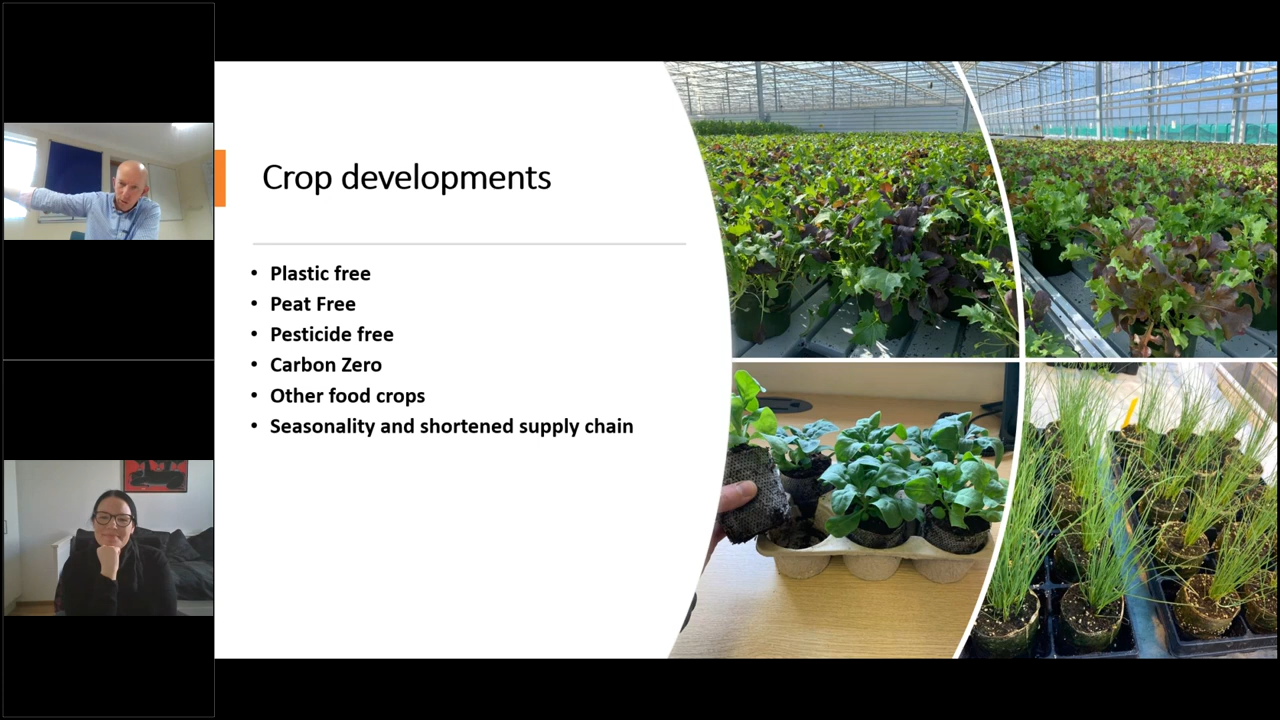 Crop developments
• Plastic free
• Peat Free
• Pesticide free
• Carbon Zero
• Other food crops
• Seasonality and shortened supply chain